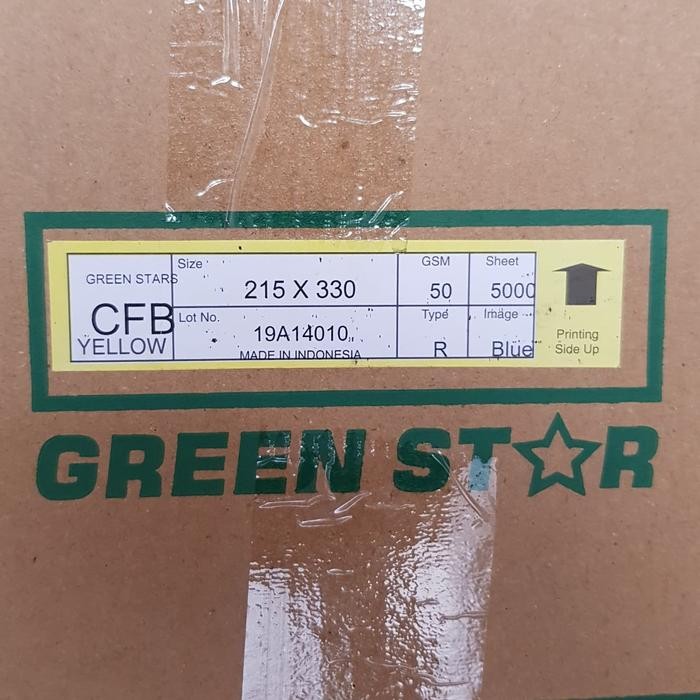 GREEN STARS
CFB
YELLOW
Size
215 X 330
Lot No.
19A14010
MADE IN INDONESIA
GSM
50
Sheet
5000
Type
R
Image
Blue
Printing
Side Up
GREEN STAR